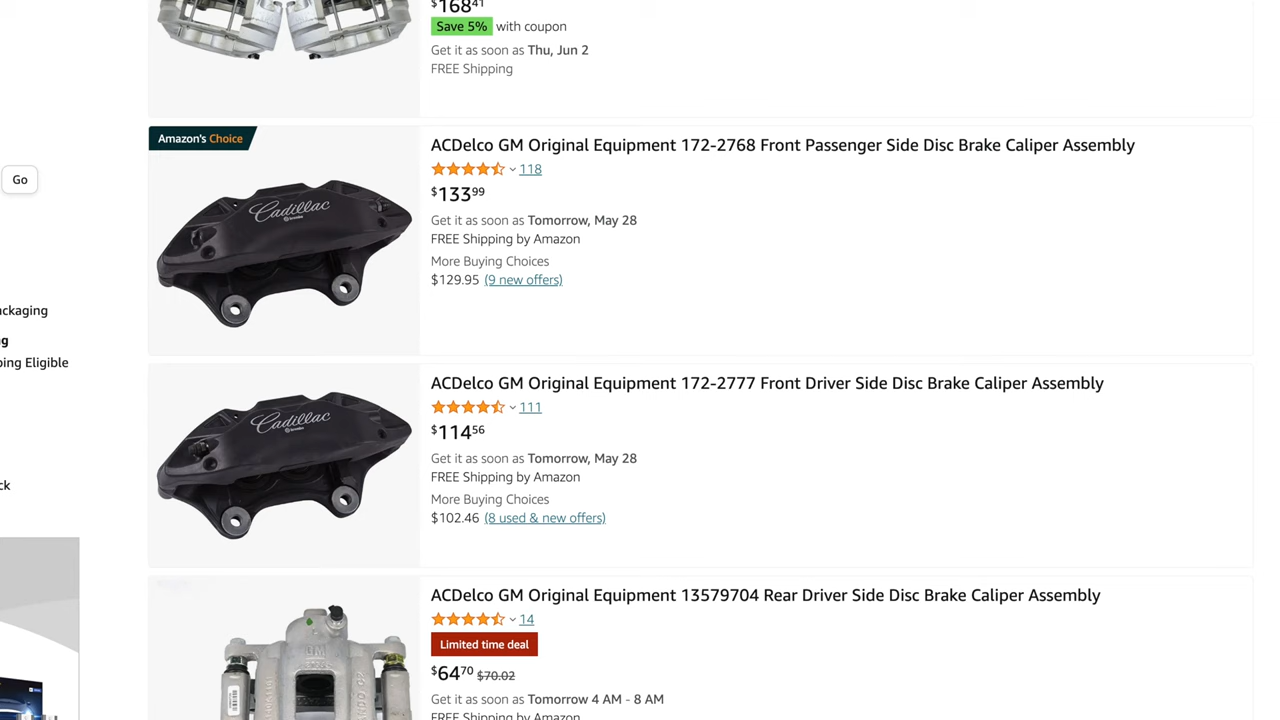 $168.41
Save 5% with coupon
Get it as soon as Thu, Jun 2
FREE Shipping
Amazon's Choice
ACDelco GM Original Equipment 172-2768 Front Passenger Side Disc Brake Caliper Assembly
118
$133.99
Get it as soon as Tomorrow, May 28
FREE Shipping by Amazon
More Buying Choices
$129.95 (9 new offers)
Cadillac
brembo
Go
ackaging
g
ping Eligible
ck
ACDelco GM Original Equipment 172-2777 Front Driver Side Disc Brake Caliper Assembly
111
$114.56
Get it as soon as Tomorrow, May 28
FREE Shipping by Amazon
More Buying Choices
$102.46 (8 used & new offers)
Cadillac
brembo
ACDelco GM Original Equipment 13579704 Rear Driver Side Disc Brake Caliper Assembly
14
Limited time deal
$64.70 $70.02
Get it as soon as Tomorrow 4 AM - 8 AM
FREE Shipping by Amazon
GM